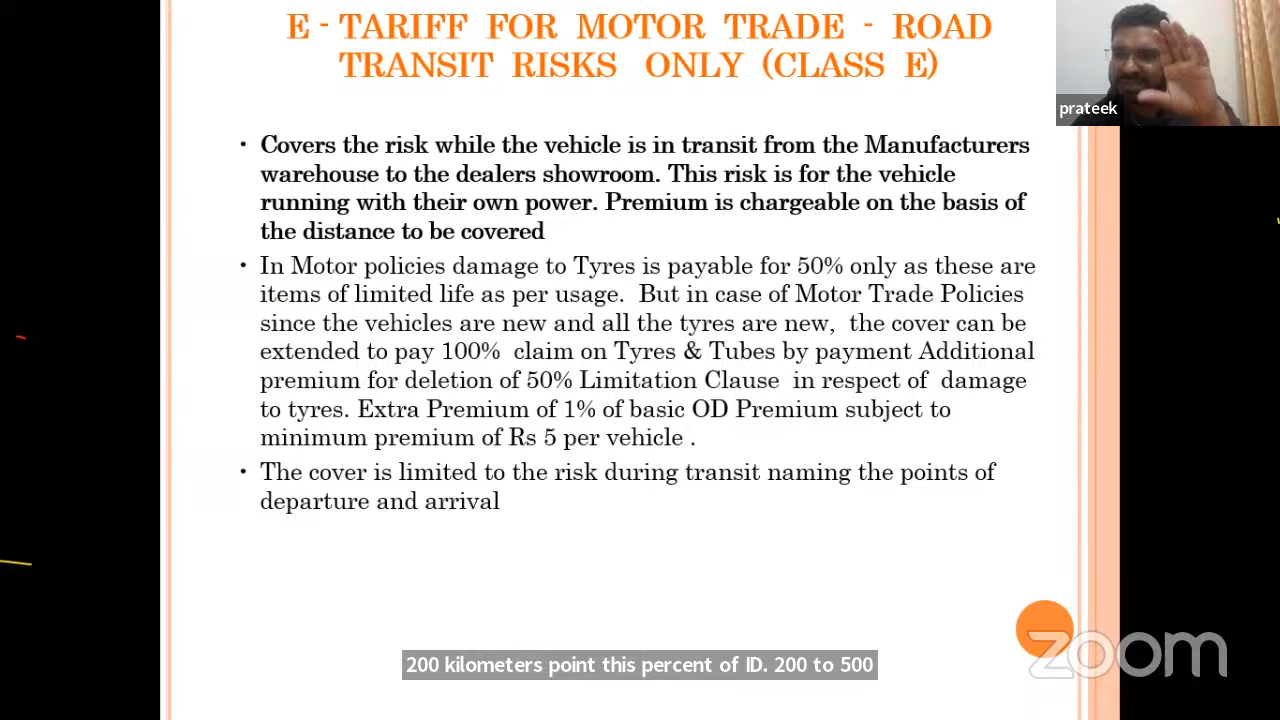 E - TARIFF FOR MOTOR TRADE - ROAD
TRANSIT RISKS ONLY (CLASS E)
prateek
• Covers the risk while the vehicle is in transit from the Manufacturers
warehouse to the dealers showroom. This risk is for the vehicle
running with their own power. Premium is chargeable on the basis of
the distance to be covered
• In Motor policies damage to Tyres is payable for 50% only as these are
items of limited life as per usage. But in case of Motor Trade Policies
since the vehicles are new and all the tyres are new, the cover can be
extended to pay 100% claim on Tyres & Tubes by payment Additional
premium for deletion of 50% Limitation Clause in respect of damage
to tyres. Extra Premium of 1% of basic OD Premium subject to
minimum premium of Rs 5 per vehicle .
• The cover is limited to the risk during transit naming the points of
departure and arrival
zoom
200 kilometers point this percent of ID. 200 to 500